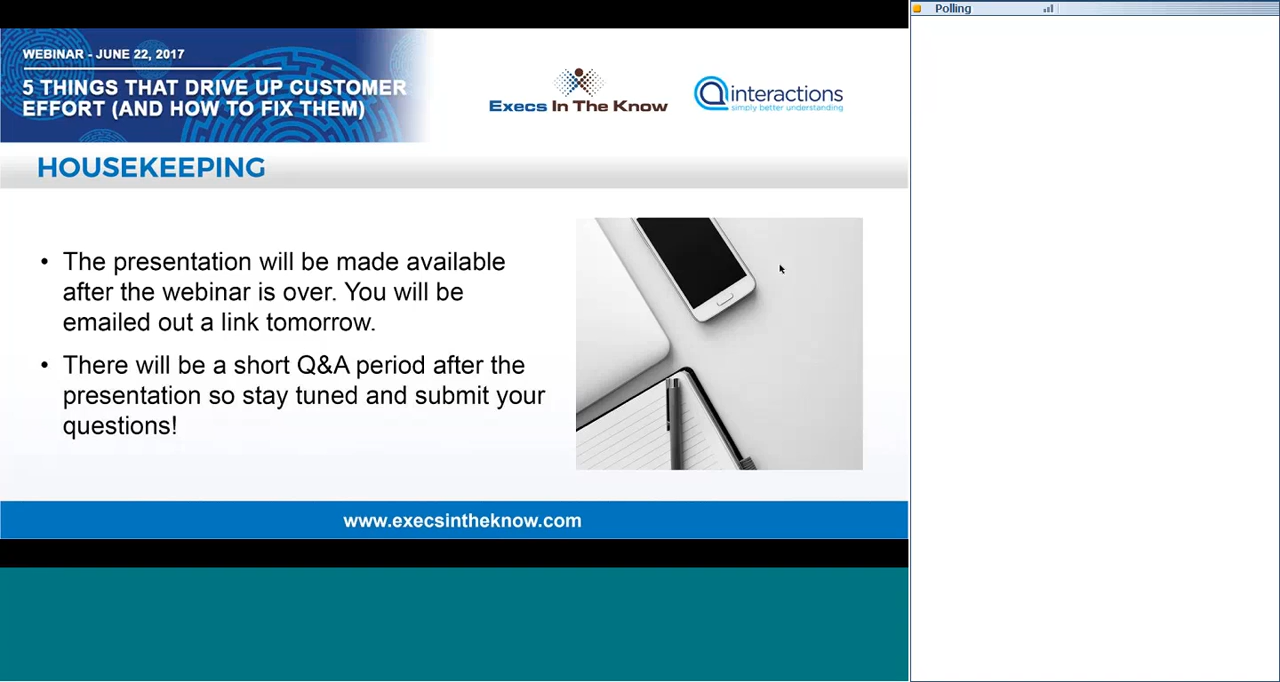 Polling
WEBINAR - JUNE 22, 2017
5 THINGS THAT DRIVE UP CUSTOMER
EFFORT (AND HOW TO FIX THEM)
Execs In The Know
interactions
simply better understanding
HOUSEKEEPING
• The presentation will be made available
after the webinar is over. You will be
emailed out a link tomorrow.
• There will be a short Q&A period after the
presentation so stay tuned and submit your
questions!
www.execsintheknow.com